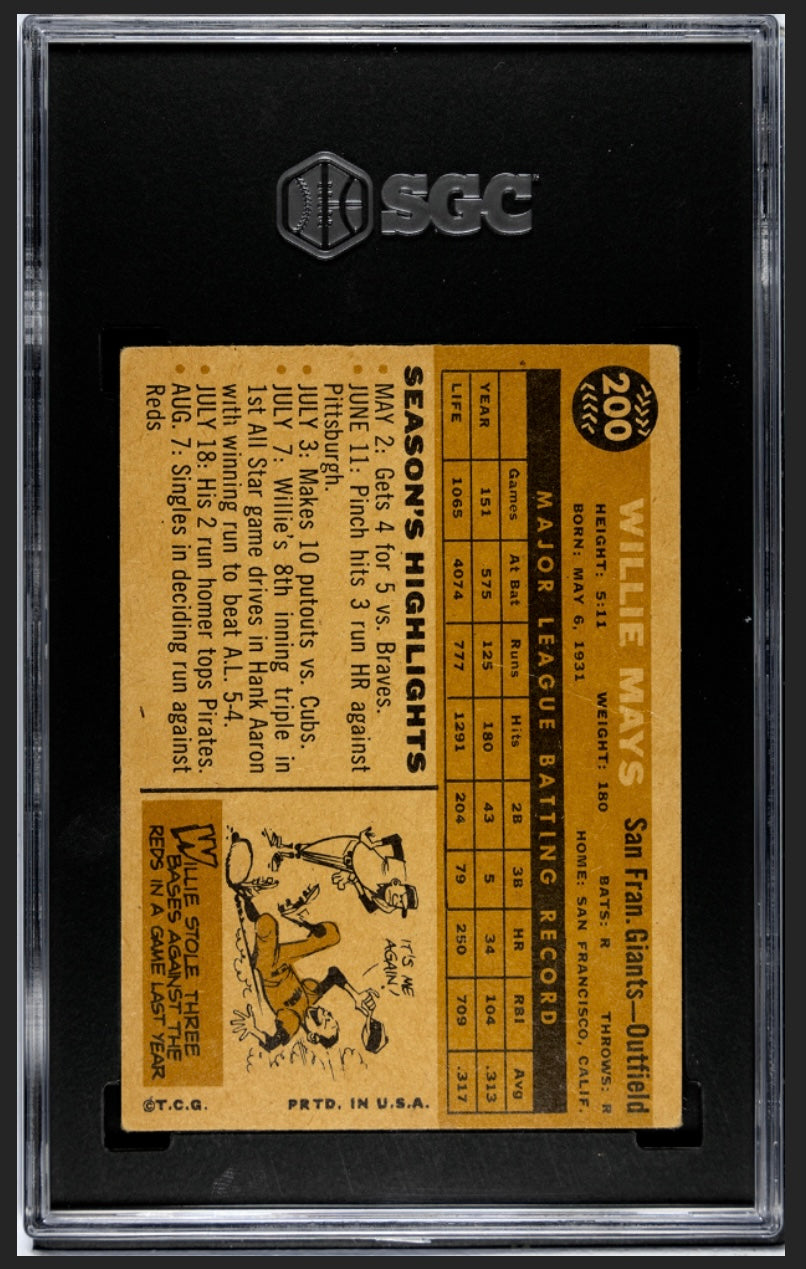 SGC
200
WILLIE MAYS San Fran. Giants—Outfield
HEIGHT: 5:11 WEIGHT: 180 BATS: R THROWS: R
BORN: MAY 6, 1931 HOME: SAN FRANCISCO, CALIF.
MAJOR LEAGUE BATTING RECORD
Games At Bat Runs Hits 2B 3B HR RBI Avg
YEAR 151 575 125 180 43 5 34 104 .313
LIFE 1065 4074 777 1291 204 79 250 709 .317
SEASON'S HIGHLIGHTS
• MAY 2: Gets 4 for 5 vs. Braves.
• JUNE 11: Pinch hits 3 run HR against
Pittsburgh.
• JULY 3: Makes 10 putouts vs. Cubs.
• JULY 7: Willie's 8th inning triple in
1st All Star game drives in Hank Aaron
with winning run to beat A.L. 5-4.
• JULY 18: His 2 run homer tops Pirates.
• AUG. 7: Singles in deciding run against
Reds
IT'S ME
AGAIN!
WILLIE STOLE THREE
BASES AGAINST THE
REDS IN A GAME LAST YEAR
©T.C.G. PRTD. IN U.S.A.